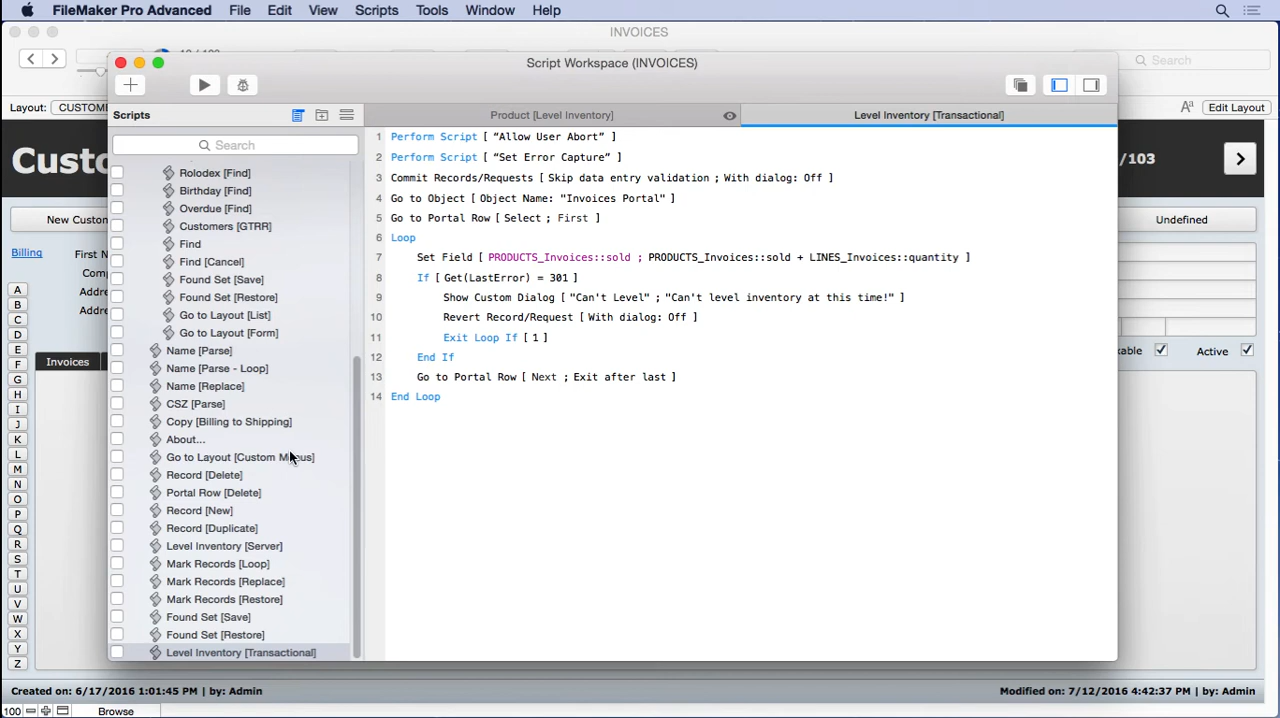 FileMaker Pro Advanced File Edit View Scripts Tools Window Help
INVOICES
Search
Layout: CUSTOME
Edit Layout
Custo
/103
New Custon
Undefined
Billing
First N
Comp
Addre
Addre
A
B
C
D
E
F
G
H
I
J
K
L
M
N
O
P
Q
R
S
T
U
V
W
X
Y
Z
Invoices
able
Active
Script Workspace (INVOICES)
Scripts
Search
Rolodex [Find]
Birthday [Find]
Overdue [Find]
Customers [GTRR]
Find
Find [Cancel]
Found Set [Save]
Found Set [Restore]
Go to Layout [List]
Go to Layout [Form]
Name [Parse]
Name [Parse - Loop]
Name [Replace]
CSZ [Parse]
Copy [Billing to Shipping]
About...
Go to Layout [Custom Menus]
Record [Delete]
Portal Row [Delete]
Record [New]
Record [Duplicate]
Level Inventory [Server]
Mark Records [Loop]
Mark Records [Replace]
Mark Records [Restore]
Found Set [Save]
Found Set [Restore]
Level Inventory [Transactional]
Product [Level Inventory]
Level Inventory [Transactional]
1 Perform Script [ “Allow User Abort” ]
2 Perform Script [ “Set Error Capture” ]
3 Commit Records/Requests [ Skip data entry validation ; With dialog: Off ]
4 Go to Object [ Object Name: "Invoices Portal" ]
5 Go to Portal Row [ Select ; First ]
6 Loop
7 Set Field [ PRODUCTS_Invoices::sold ; PRODUCTS_Invoices::sold + LINES_Invoices::quantity ]
8 If [ Get(LastError) = 301 ]
9 Show Custom Dialog [ "Can't Level" ; "Can't level inventory at this time!" ]
10 Revert Record/Request [ With dialog: Off ]
11 Exit Loop If [ 1 ]
12 End If
13 Go to Portal Row [ Next ; Exit after last ]
14 End Loop
Created on: 6/17/2016 1:01:45 PM | by: Admin
Modified on: 7/12/2016 4:42:37 PM | by: Admin
100
Browse